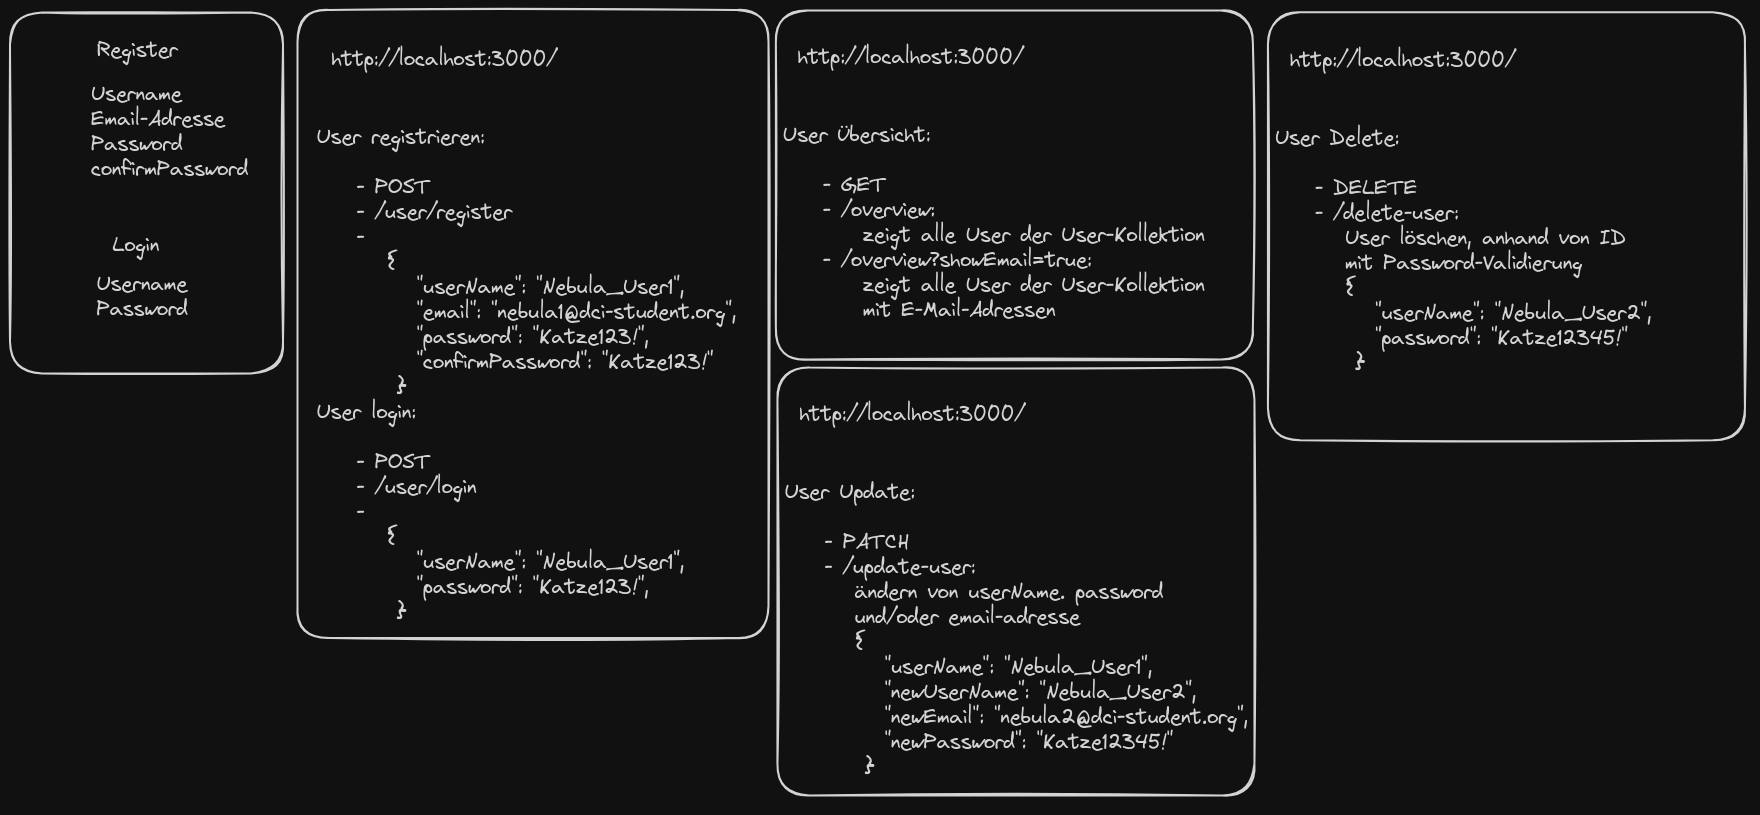 Register
Username
Email-Adresse
Password
confirmPassword
Login
Username
Password
http://localhost:3000/
User registrieren:
- POST
- /user/register
-
{
"userName": "Nebula_User1",
"email": "nebula1@dci-student.org",
"password": "Katze123!",
"confirmPassword": "Katze123!"
}
User login:
- POST
- /user/login
-
{
"userName": "Nebula_User1",
"password": "Katze123!",
}
http://localhost:3000/
User Übersicht:
- GET
- /overview:
zeigt alle User der User-Kollektion
- /overview?showEmail=true:
zeigt alle User der User-Kollektion
mit E-Mail-Adressen
http://localhost:3000/
User Update:
- PATCH
- /update-user:
ändern von userName. password
und/oder email-adresse
{
"userName": "Nebula_User1",
"newUserName": "Nebula_User2",
"newEmail": "nebula2@dci-student.org",
"newPassword": "Katze12345!"
}
http://localhost:3000/
User Delete:
- DELETE
- /delete-user:
User löschen, anhand von ID
mit Password-Validierung
{
"userName": "Nebula_User2",
"password": "Katze12345!"
}